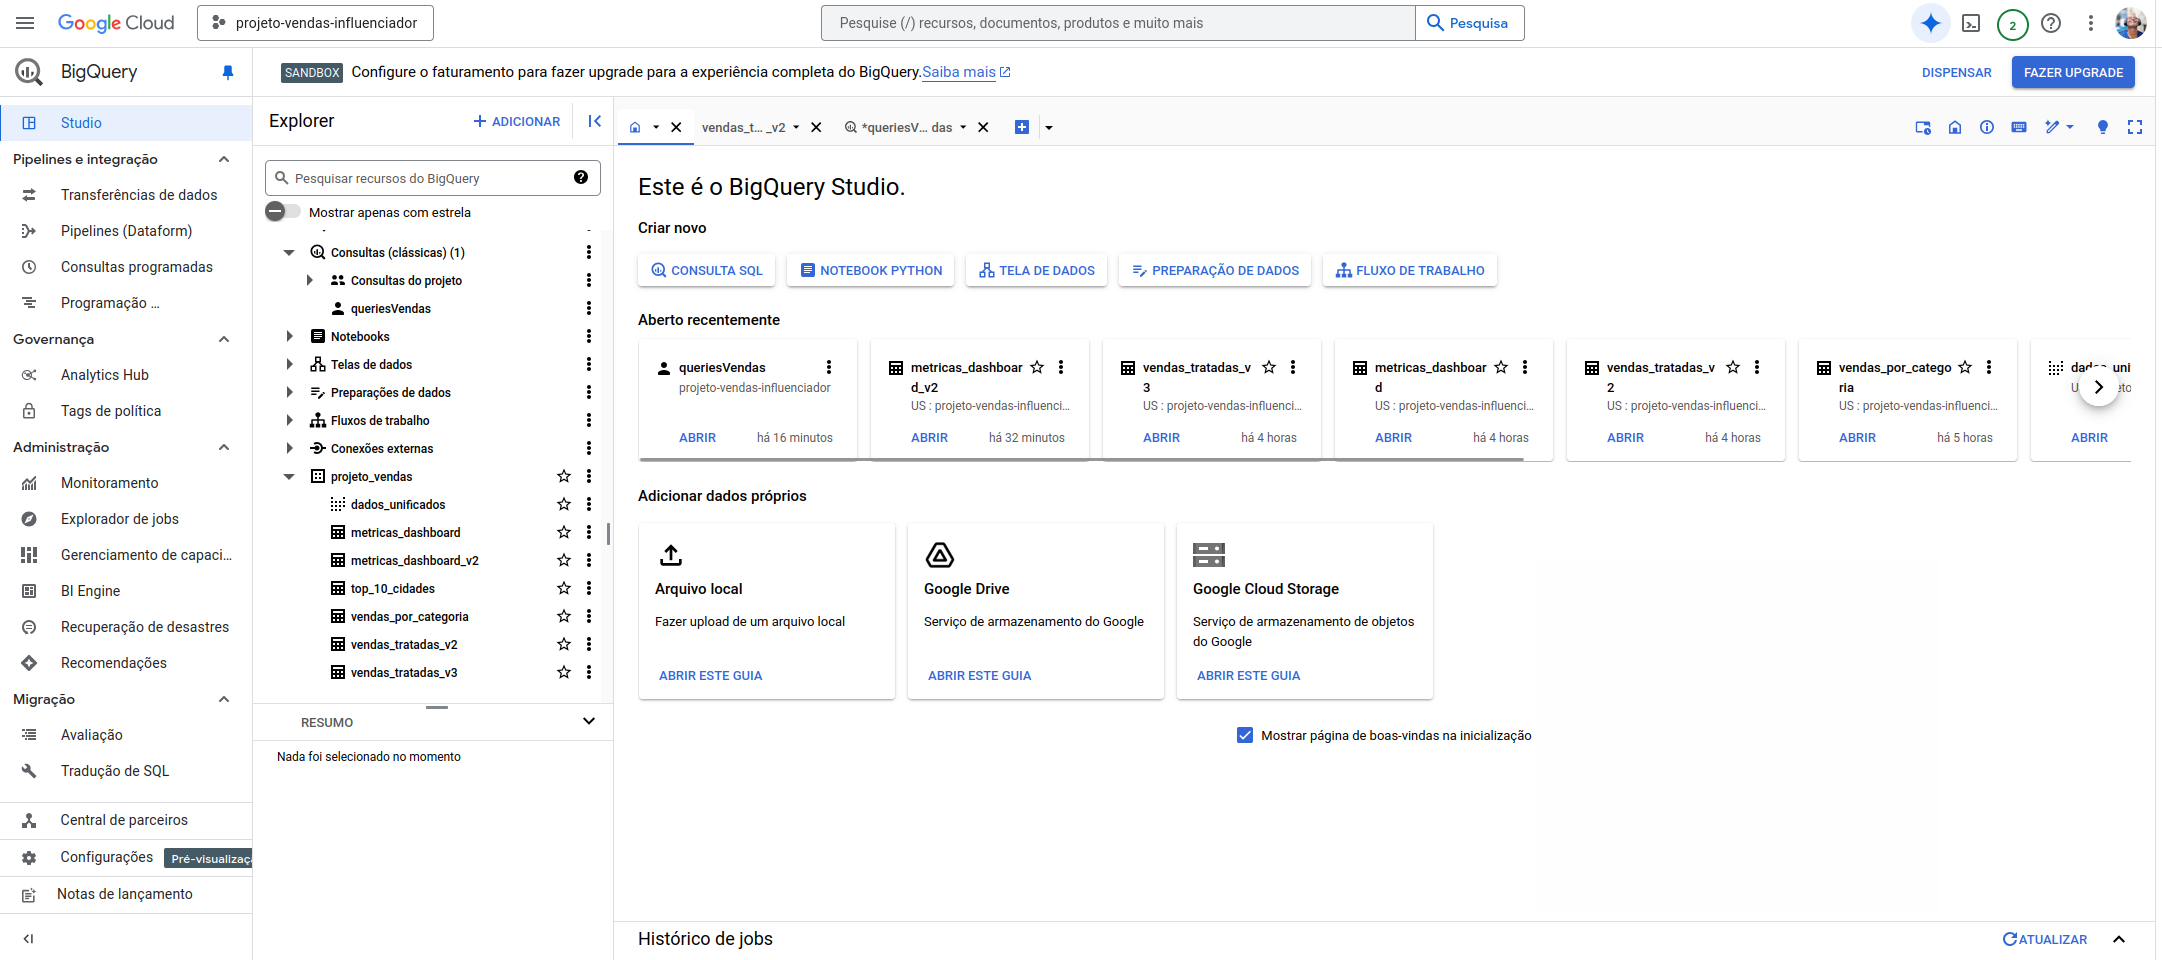 Google Cloud
projeto-vendas-influenciador
Pesquise (/) recursos, documentos, produtos e muito mais
Pesquisa
2
BigQuery
SANDBOX Configure o faturamento para fazer upgrade para a experiência completa do BigQuery. Saiba mais
DISPENSAR
FAZER UPGRADE
Studio
Pipelines e integração
Transferências de dados
Pipelines (Dataform)
Consultas programadas
Programação ...
Governança
Analytics Hub
Tags de política
Administração
Monitoramento
Explorador de jobs
Gerenciamento de capaci...
BI Engine
Recuperação de desastres
Recomendações
Migração
Avaliação
Tradução de SQL
Central de parceiros
Configurações Pré-visualizaç
Notas de lançamento
Explorer
ADICIONAR
Pesquisar recursos do BigQuery
Mostrar apenas com estrela
Consultas (clássicas) (1)
Consultas do projeto
queriesVendas
Notebooks
Telas de dados
Preparações de dados
Fluxos de trabalho
Conexões externas
projeto_vendas
dados_unificados
metricas_dashboard
metricas_dashboard_v2
top_10_cidades
vendas_por_categoria
vendas_tratadas_v2
vendas_tratadas_v3
RESUMO
Nada foi selecionado no momento
vendas_t... _v2
*queriesV... das
Este é o BigQuery Studio.
Criar novo
CONSULTA SQL
NOTEBOOK PYTHON
TELA DE DADOS
PREPARAÇÃO DE DADOS
FLUXO DE TRABALHO
Aberto recentemente
queriesVendas
projeto-vendas-influenciador
ABRIR há 16 minutos
metricas_dashboar
d_v2
US : projeto-vendas-influenci...
ABRIR há 32 minutos
vendas_tratadas_v
3
US : projeto-vendas-influenci...
ABRIR há 4 horas
metricas_dashboar
d
US : projeto-vendas-influenci...
ABRIR há 4 horas
vendas_tratadas_v
2
US : projeto-vendas-influenci...
ABRIR há 4 horas
vendas_por_catego
ria
US : projeto-vendas-influenci...
ABRIR há 5 horas
ABRIR
Adicionar dados próprios
Arquivo local
Fazer upload de um arquivo local
ABRIR ESTE GUIA
Google Drive
Serviço de armazenamento do Google
ABRIR ESTE GUIA
Google Cloud Storage
Serviço de armazenamento de objetos
do Google
ABRIR ESTE GUIA
Mostrar página de boas-vindas na inicialização
Histórico de jobs
ATUALIZAR